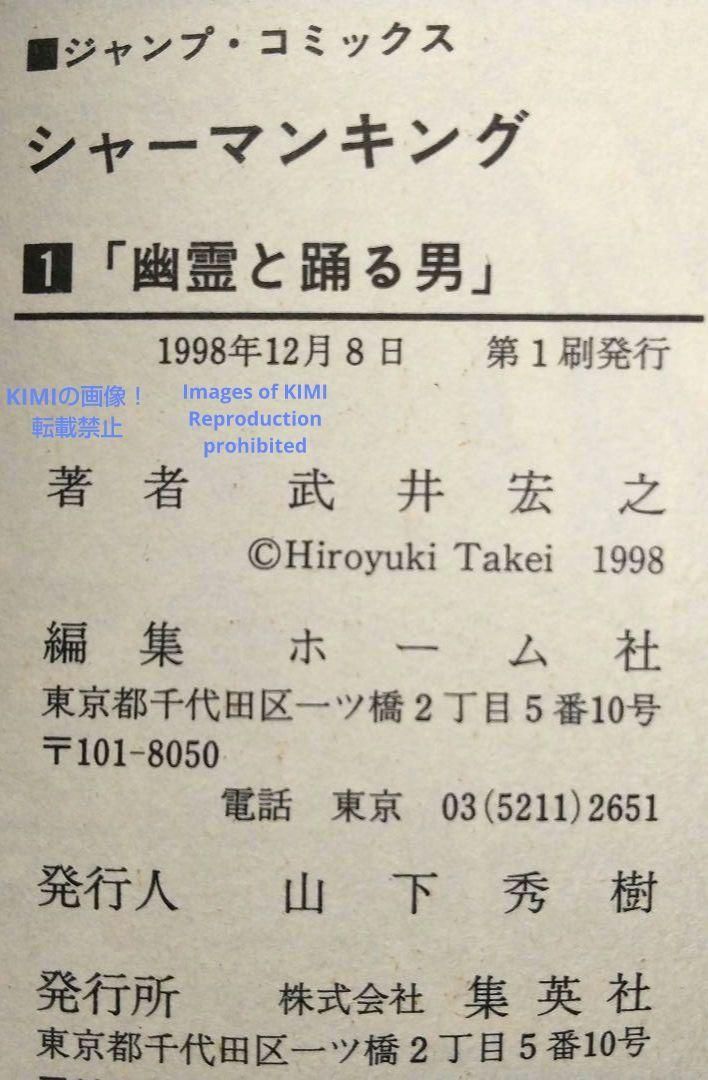 ■ジャンプ・コミックス
シャーマンキング
1「幽霊と踊る男」
1998年12月8日 第1刷発行
KIMIの画像！
転載禁止
Images of KIMI
Reproduction
prohibited
著者 武井宏之
©Hiroyuki Takei 1998
編集 ホーム社
東京都千代田区一ツ橋2丁目5番10号
〒101-8050
電話 東京 03(5211)2651
発行人 山下秀樹
発行所 株式会社 集英社
東京都千代田区一ツ橋2丁目5番10号